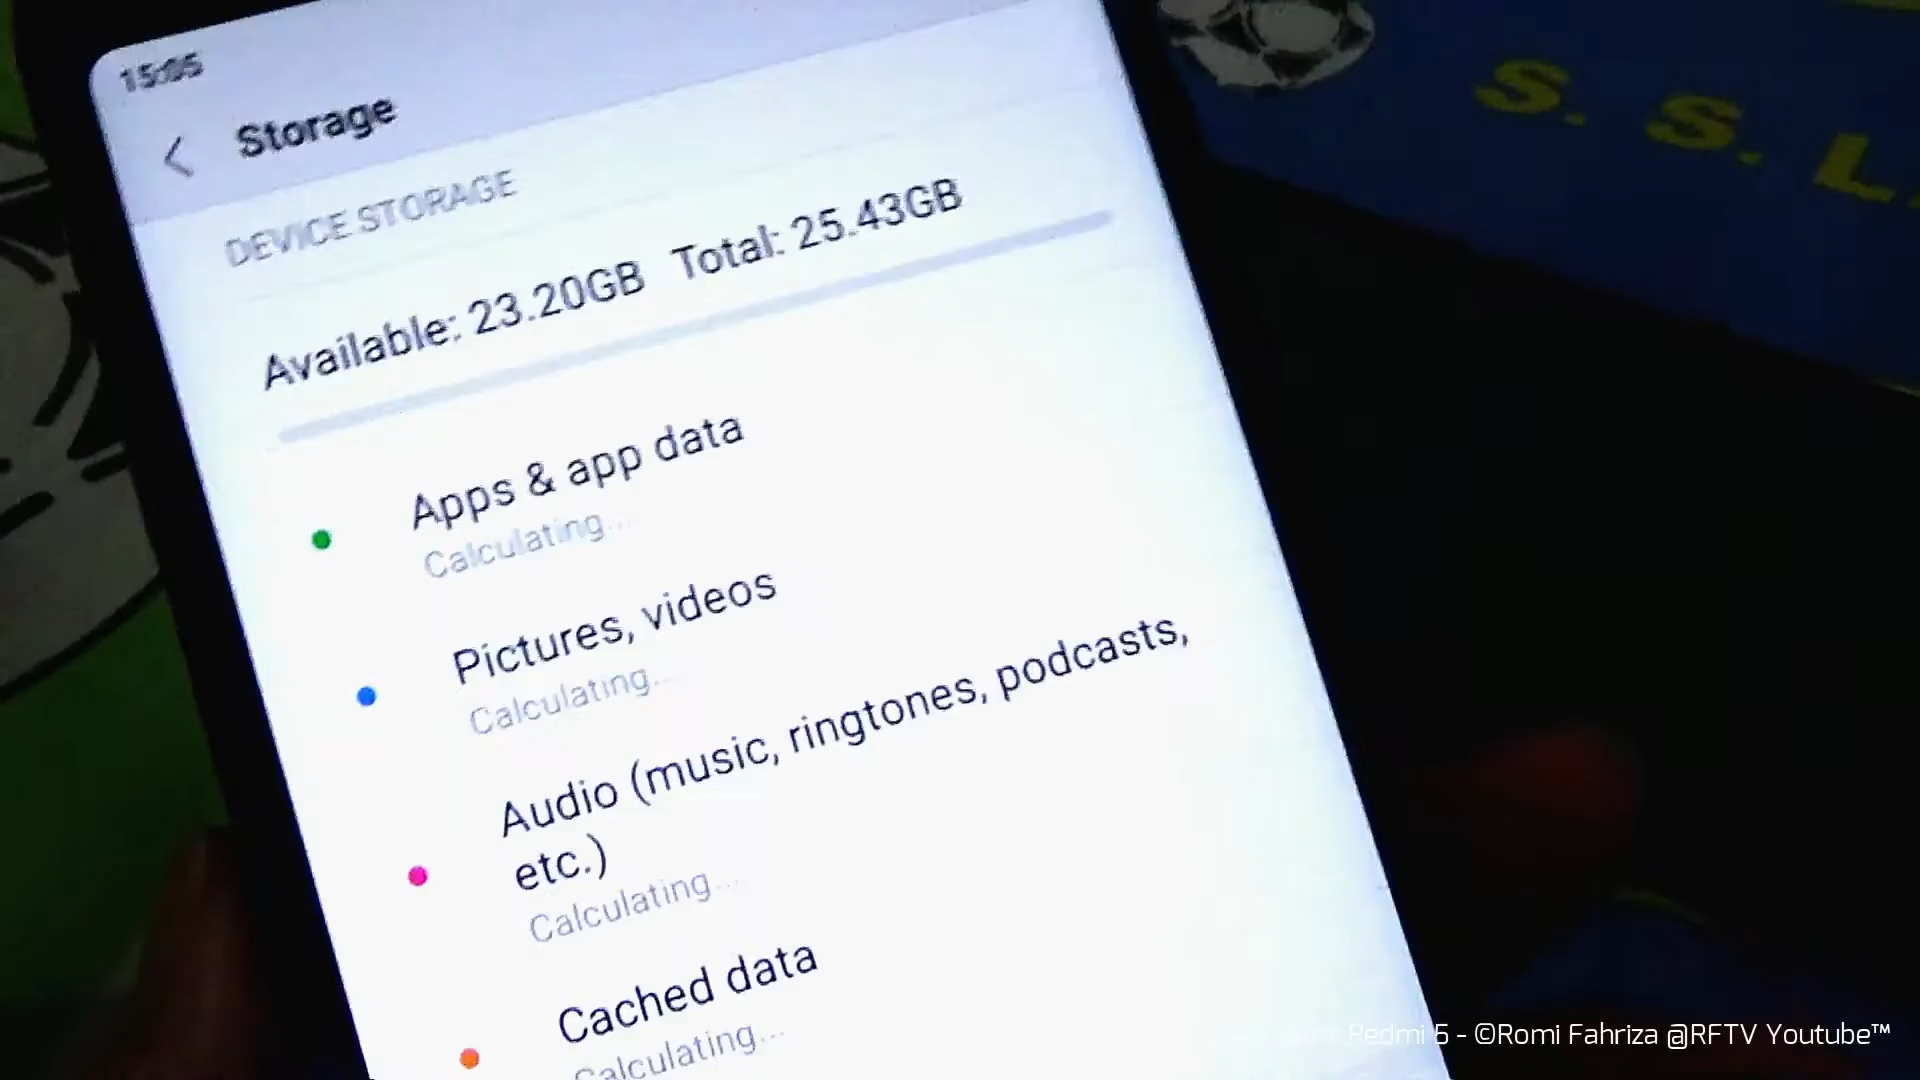 15:05
Storage
DEVICE STORAGE
Available: 23.20GB Total: 25.43GB
Apps & app data
Calculating...
Pictures, videos
Calculating...
Audio (music, ringtones, podcasts,
etc.)
Calculating...
Cached data
Calculating...
S. S. L
Redmi 5 - ©Romi Fahriza @RFTV Youtube™